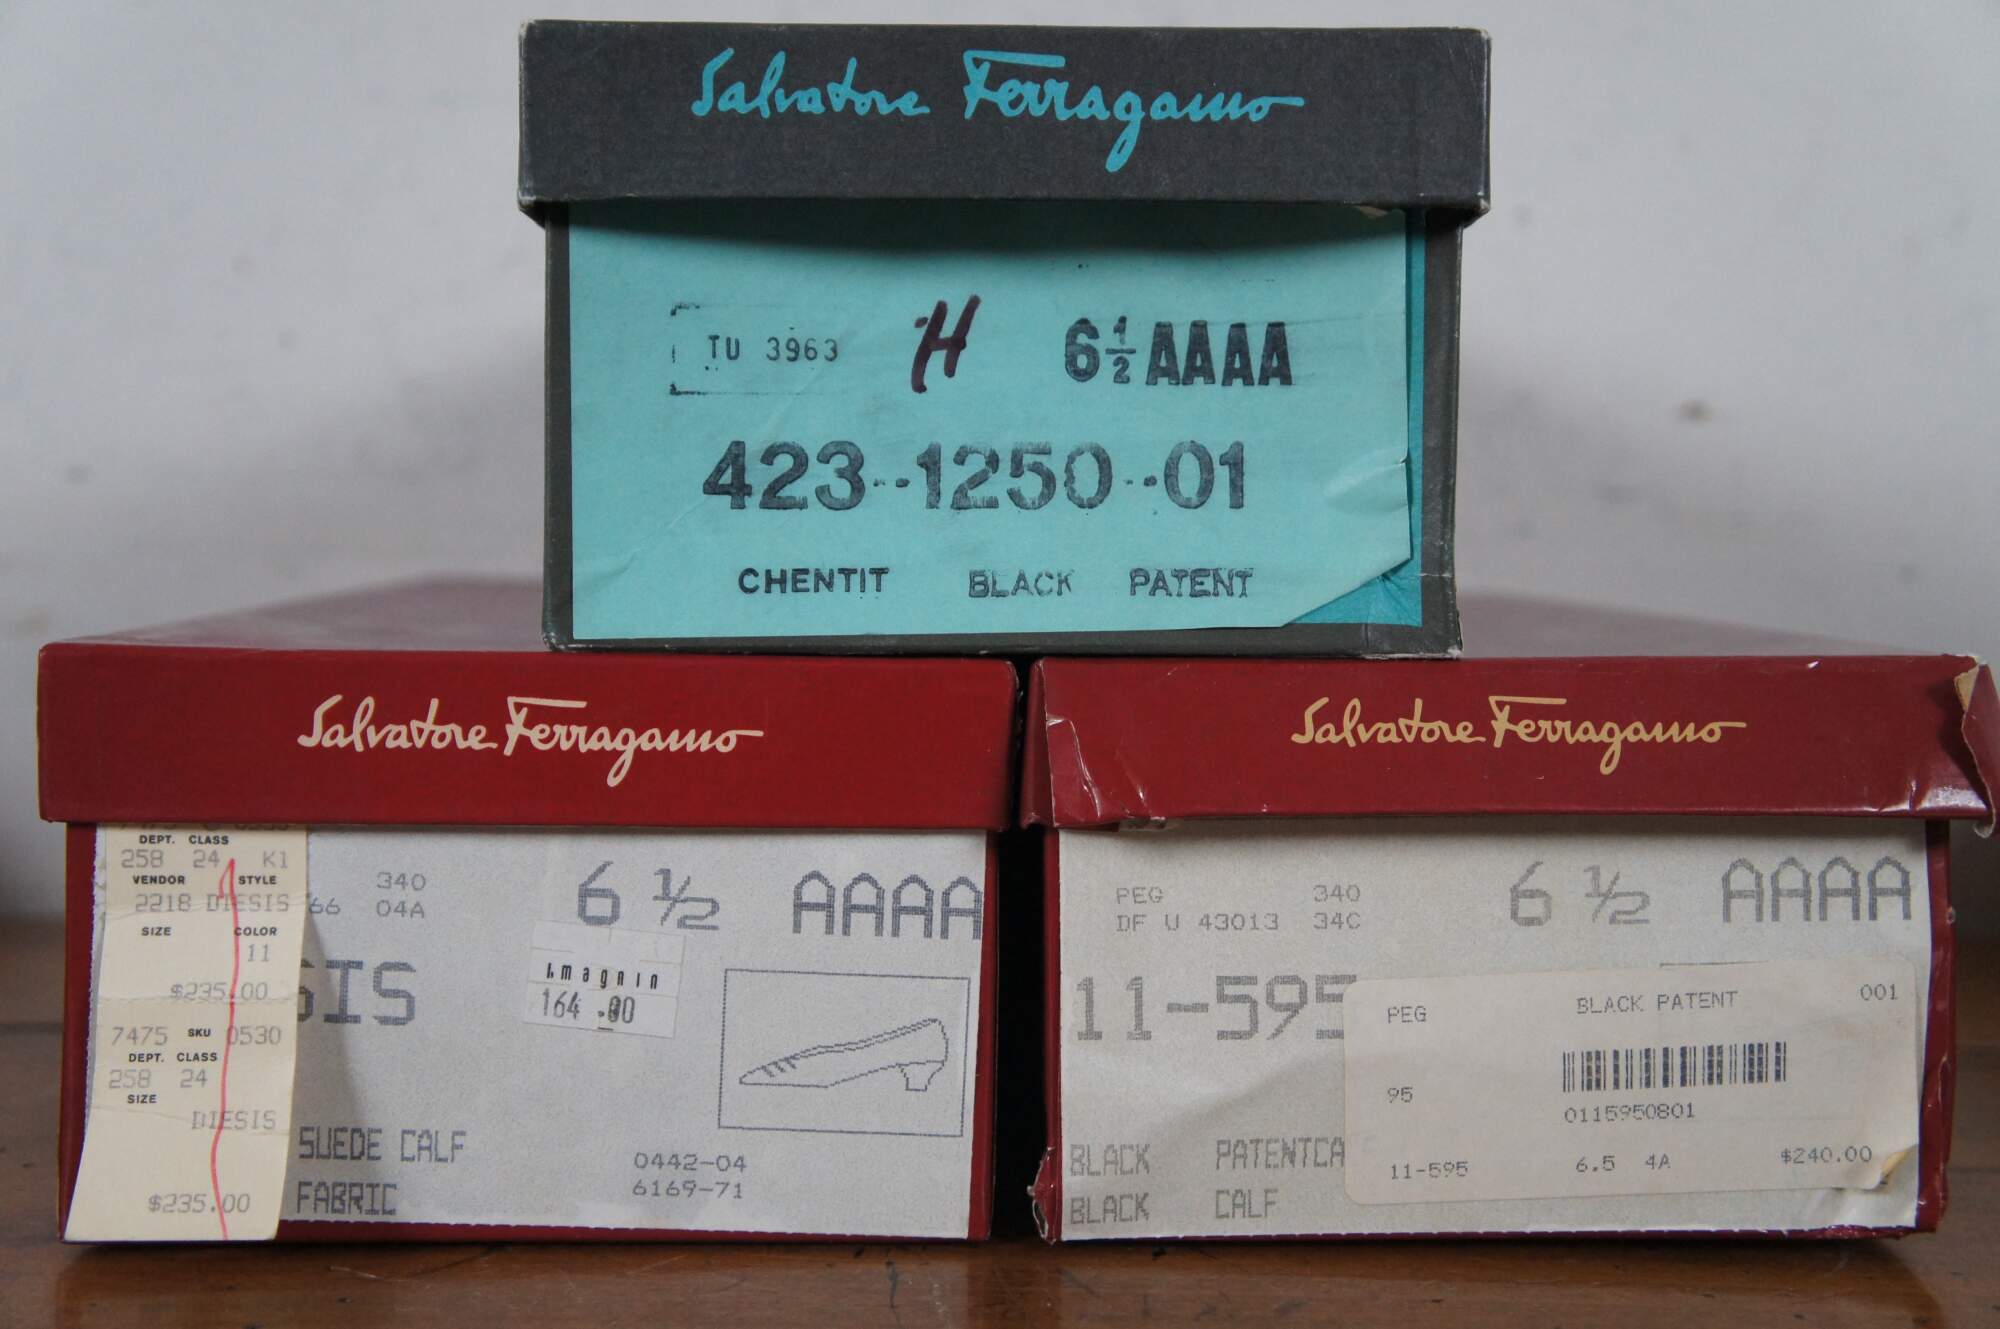 Salvatore Ferragamo
TU 3963 H 6½ AAAA
423--1250--01
CHENTIT BLACK PATENT
Salvatore Ferragamo
DEPT. CLASS
258 24 K1
VENDOR STYLE
2218 DIESIS
SIZE COLOR
11
$235.00
7475 SKU 0530
DEPT. CLASS
258 24
SIZE
DIESIS
$235.00
340
66 04A
6 ½ AAAA
SIS
I.magnin
164.00
SUEDE CALF
FABRIC
0442-04
6169-71
Salvatore Ferragamo
PEG 340
DF U 43013 34C
6 ½ AAAA
11-595
BLACK PATENTCA
BLACK CALF
PEG BLACK PATENT 001
95
0115950801
11-595 6.5 4A $240.00